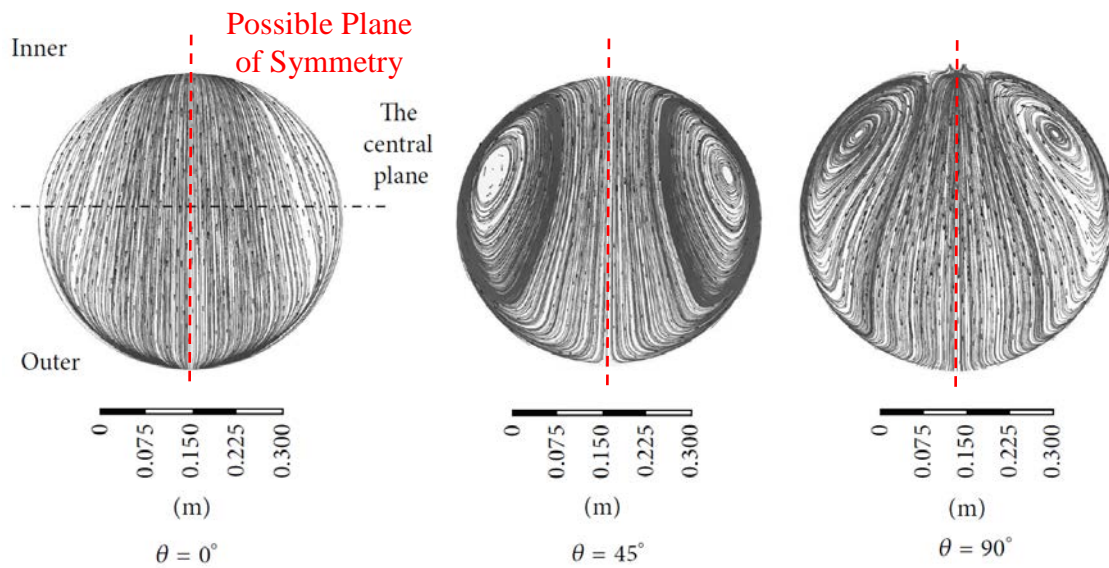 Possible Plane
of Symmetry
Inner
The
central
plane
Outer
0
0.075
0.150
0.225
0.300
(m)
θ = 0°
0
0.075
0.150
0.225
0.300
(m)
θ = 45°
0
0.075
0.150
0.225
0.300
(m)
θ = 90°